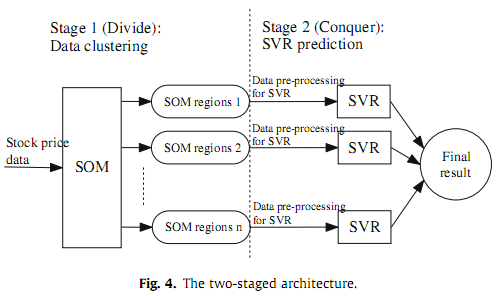 Stage 1 (Divide):
Data clustering
Stage 2 (Conquer):
SVR prediction
Stock price
data
SOM
SOM regions 1
Data pre-processing
for SVR
SVR
SOM regions 2
Data pre-processing
for SVR
SVR
SOM regions n
Data pre-processing
for SVR
SVR
Final
result
Fig. 4. The two-staged architecture.